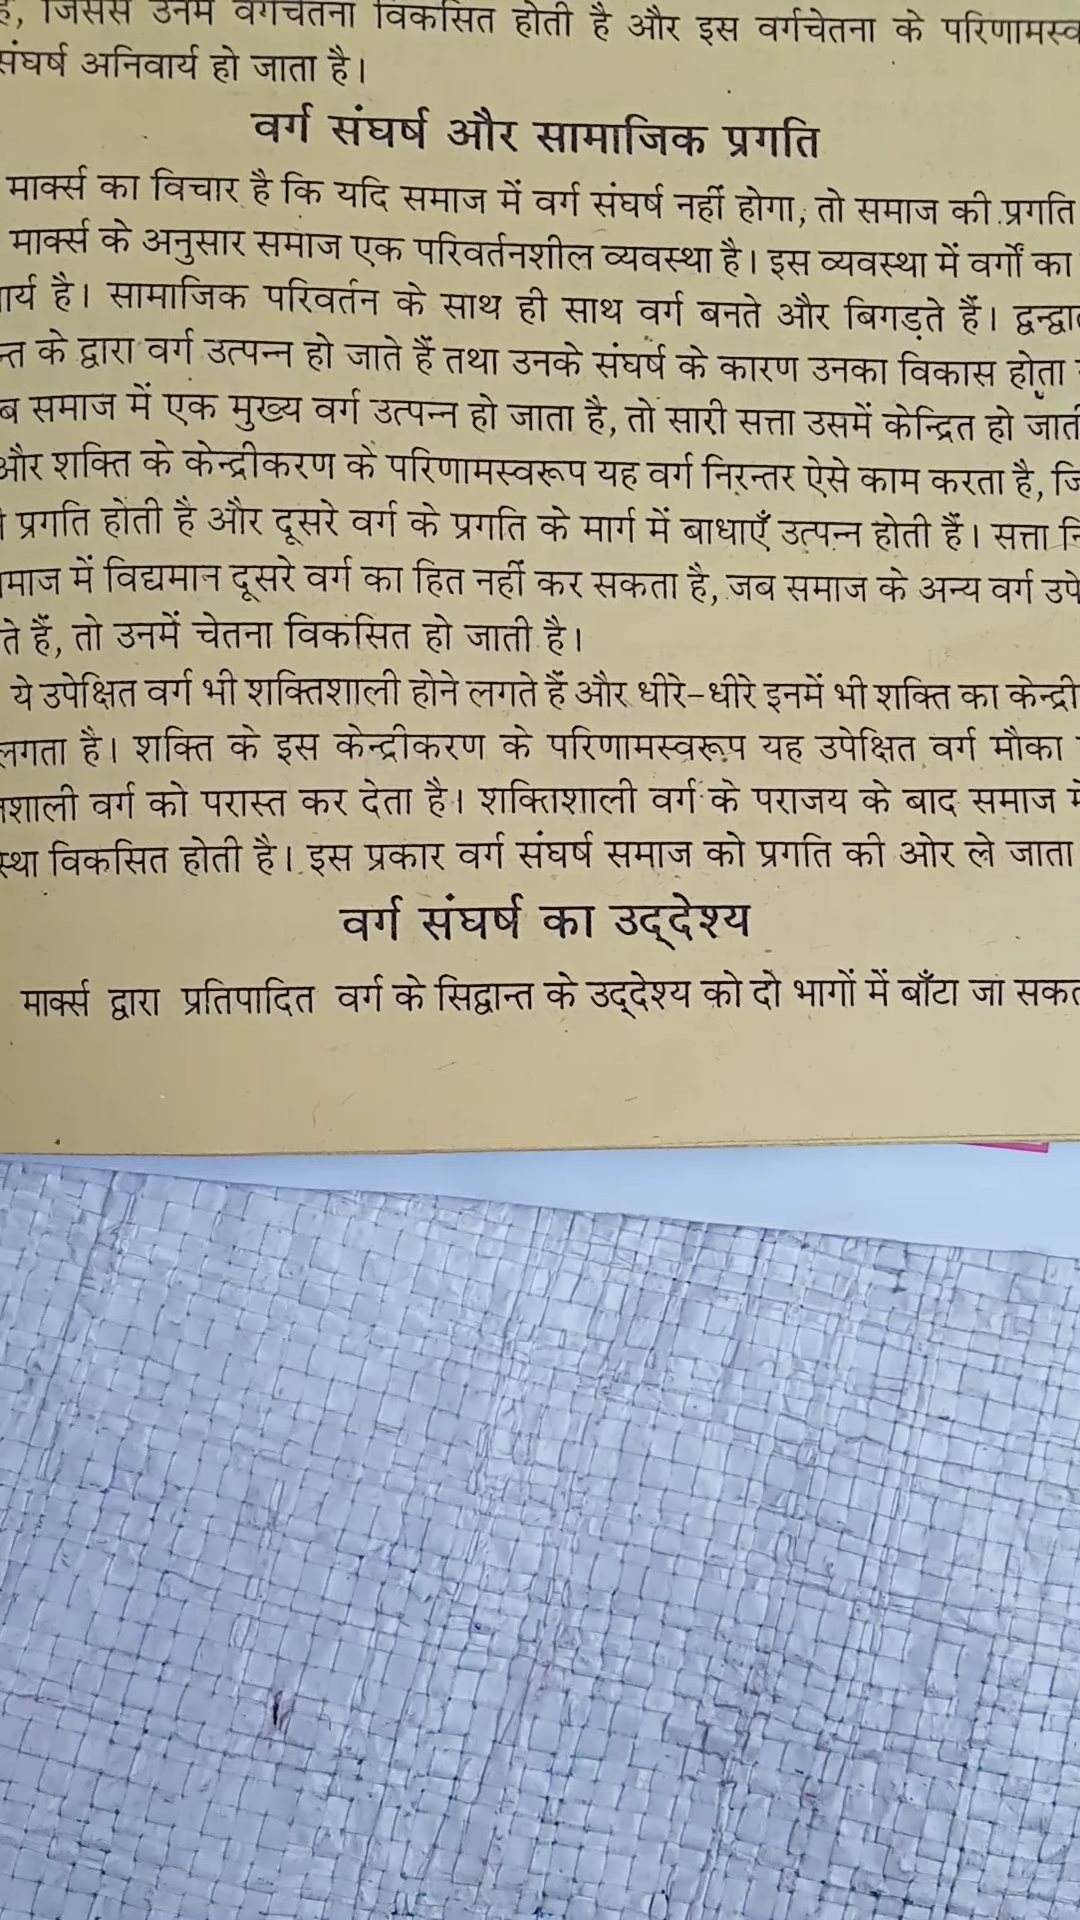 है, जिससे उनमें वर्गचेतना विकसित होती है और इस वर्गचेतना के
संघर्ष अनिवार्य हो जाता है।
वर्ग संघर्ष और सामाजिक प्रगति
मार्क्स का विचार है कि यदि समाज में वर्ग संघर्ष नहीं होगा, तो समाज की प्रगति
मार्क्स के अनुसार समाज एक परिवर्तनशील व्यवस्था है। इस व्यवस्था में वर्गों का
है। सामाजिक परिवर्तन के साथ ही साथ वर्ग बनते और बिगड़ते हैं।
के द्वारा वर्ग उत्पन्न हो जाते हैं तथा उनके संघर्ष के कारण उनका विकास होता
समाज में एक मुख्य वर्ग उत्पन्न हो जाता है, तो सारी सत्ता उसमें केन्द्रित हो
और शक्ति के केन्द्रीकरण के परिणामस्वरूप यह वर्ग निरन्तर ऐसे काम करता है,
प्रगति होती है और दूसरे वर्ग के प्रगति के मार्ग में बाधाएँ उत्पन्न होती हैं। सत्ता
में विद्यमान दूसरे वर्ग का हित नहीं कर सकता है, जब समाज के अन्य वर्ग
हैं, तो उनमें चेतना विकसित हो जाती है।
ये उपेक्षित वर्ग भी शक्तिशाली होने लगते हैं और धीरे-धीरे इनमें भी शक्ति का
लगता है। शक्ति के इस केन्द्रीकरण के परिणामस्वरूप यह उपेक्षित वर्ग मौका
वर्ग को परास्त कर देता है। शक्तिशाली वर्ग के पराजय के बाद समाज
विकसित होती है। इस प्रकार वर्ग संघर्ष समाज को प्रगति की ओर ले जाता
वर्ग संघर्ष का उद्देश्य
मार्क्स द्वारा प्रतिपादित वर्ग के सिद्वान्त के उद्देश्य को दो भागों में बाँटा जा